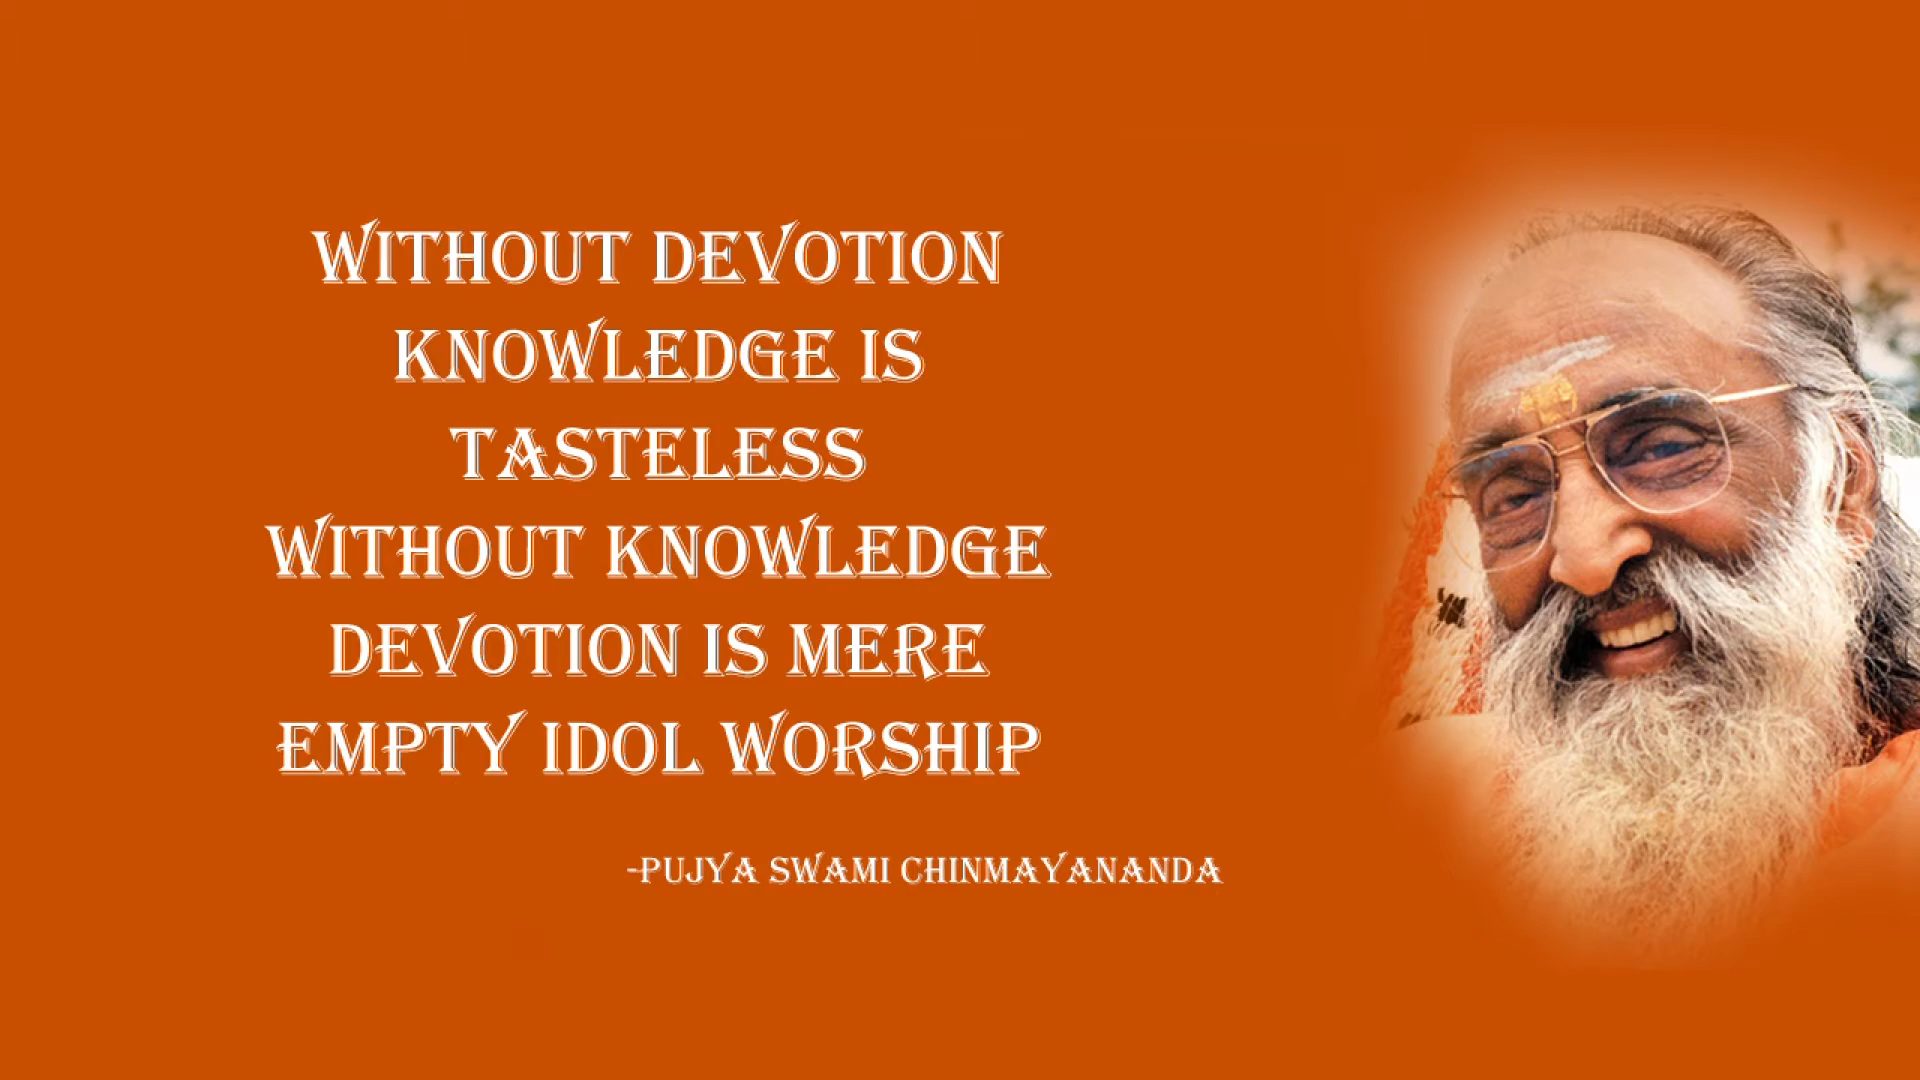 WITHOUT DEVOTION
KNOWLEDGE IS
TASTELESS
WITHOUT KNOWLEDGE
DEVOTION IS MERE
EMPTY IDOL WORSHIP
-PUJYA SWAMI CHINMAYANANDA